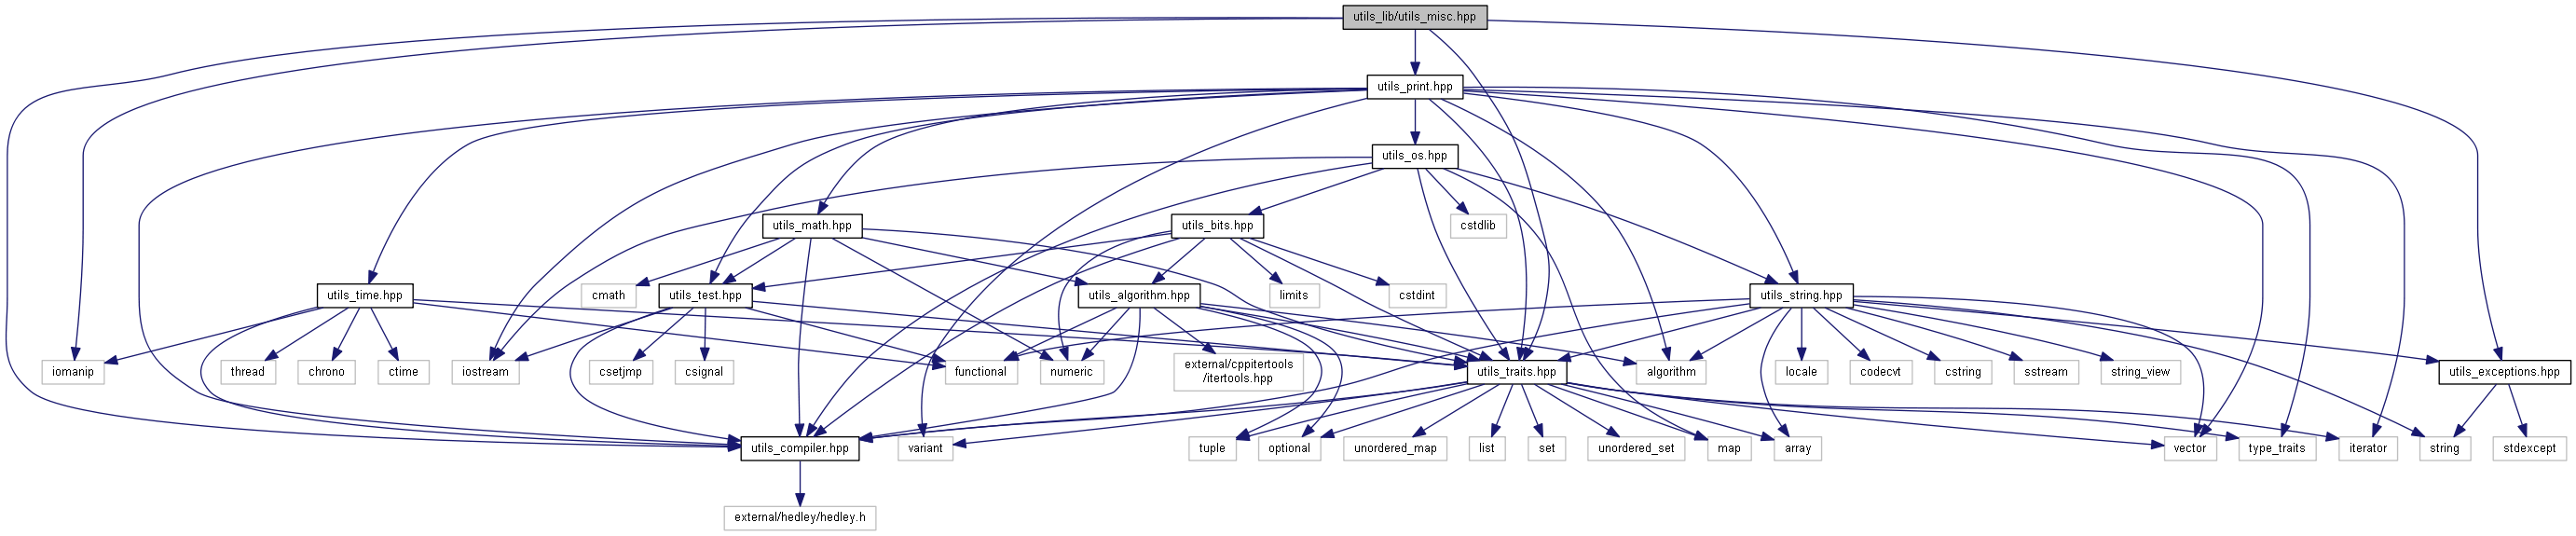 utils_lib/utils_misc.hpp
utils_print.hpp
utils_os.hpp
utils_math.hpp
utils_bits.hpp
cstdlib
utils_time.hpp
cmath
utils_test.hpp
utils_algorithm.hpp
limits
cstdint
utils_string.hpp
iomanip
thread
chrono
ctime
iostream
csetjmp
csignal
functional
numeric
external/cppitertools
/itertools.hpp
utils_traits.hpp
algorithm
locale
codecvt
cstring
sstream
string_view
utils_exceptions.hpp
utils_compiler.hpp
variant
tuple
optional
unordered_map
list
set
unordered_set
map
array
vector
type_traits
iterator
string
stdexcept
external/hedley/hedley.h